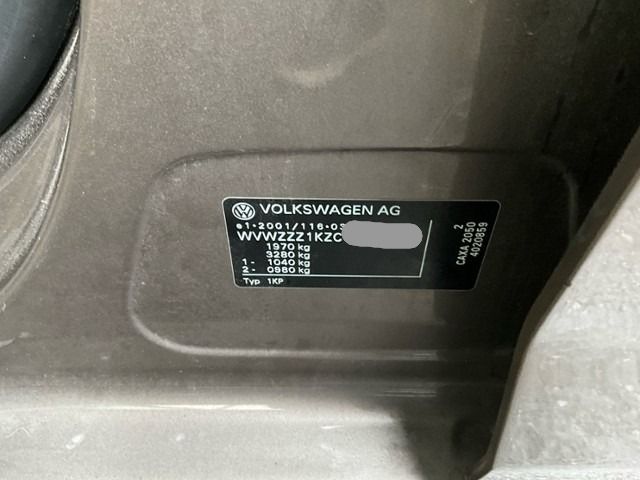 VOLKSWAGEN AG
e1*2001/116*03
WVWZZZ1KZC
1970 kg
3280 kg
1 - 1040 kg
2 - 0980 kg
Typ 1KP
2
CAXA 2050
4020859